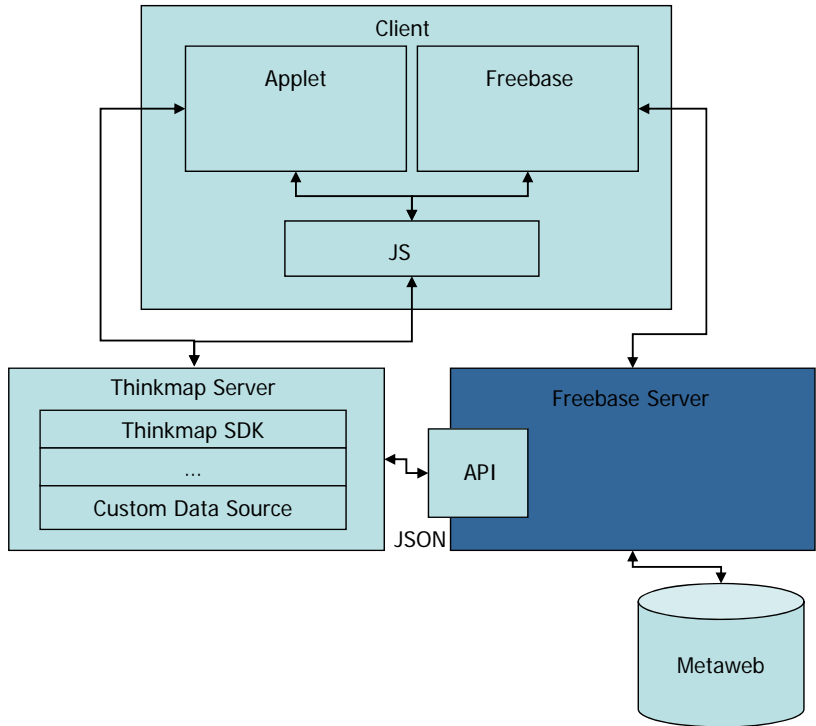 Client
Applet
Freebase
JS
Thinkmap Server
Thinkmap SDK
...
Custom Data Source
Freebase Server
API
JSON
Metaweb